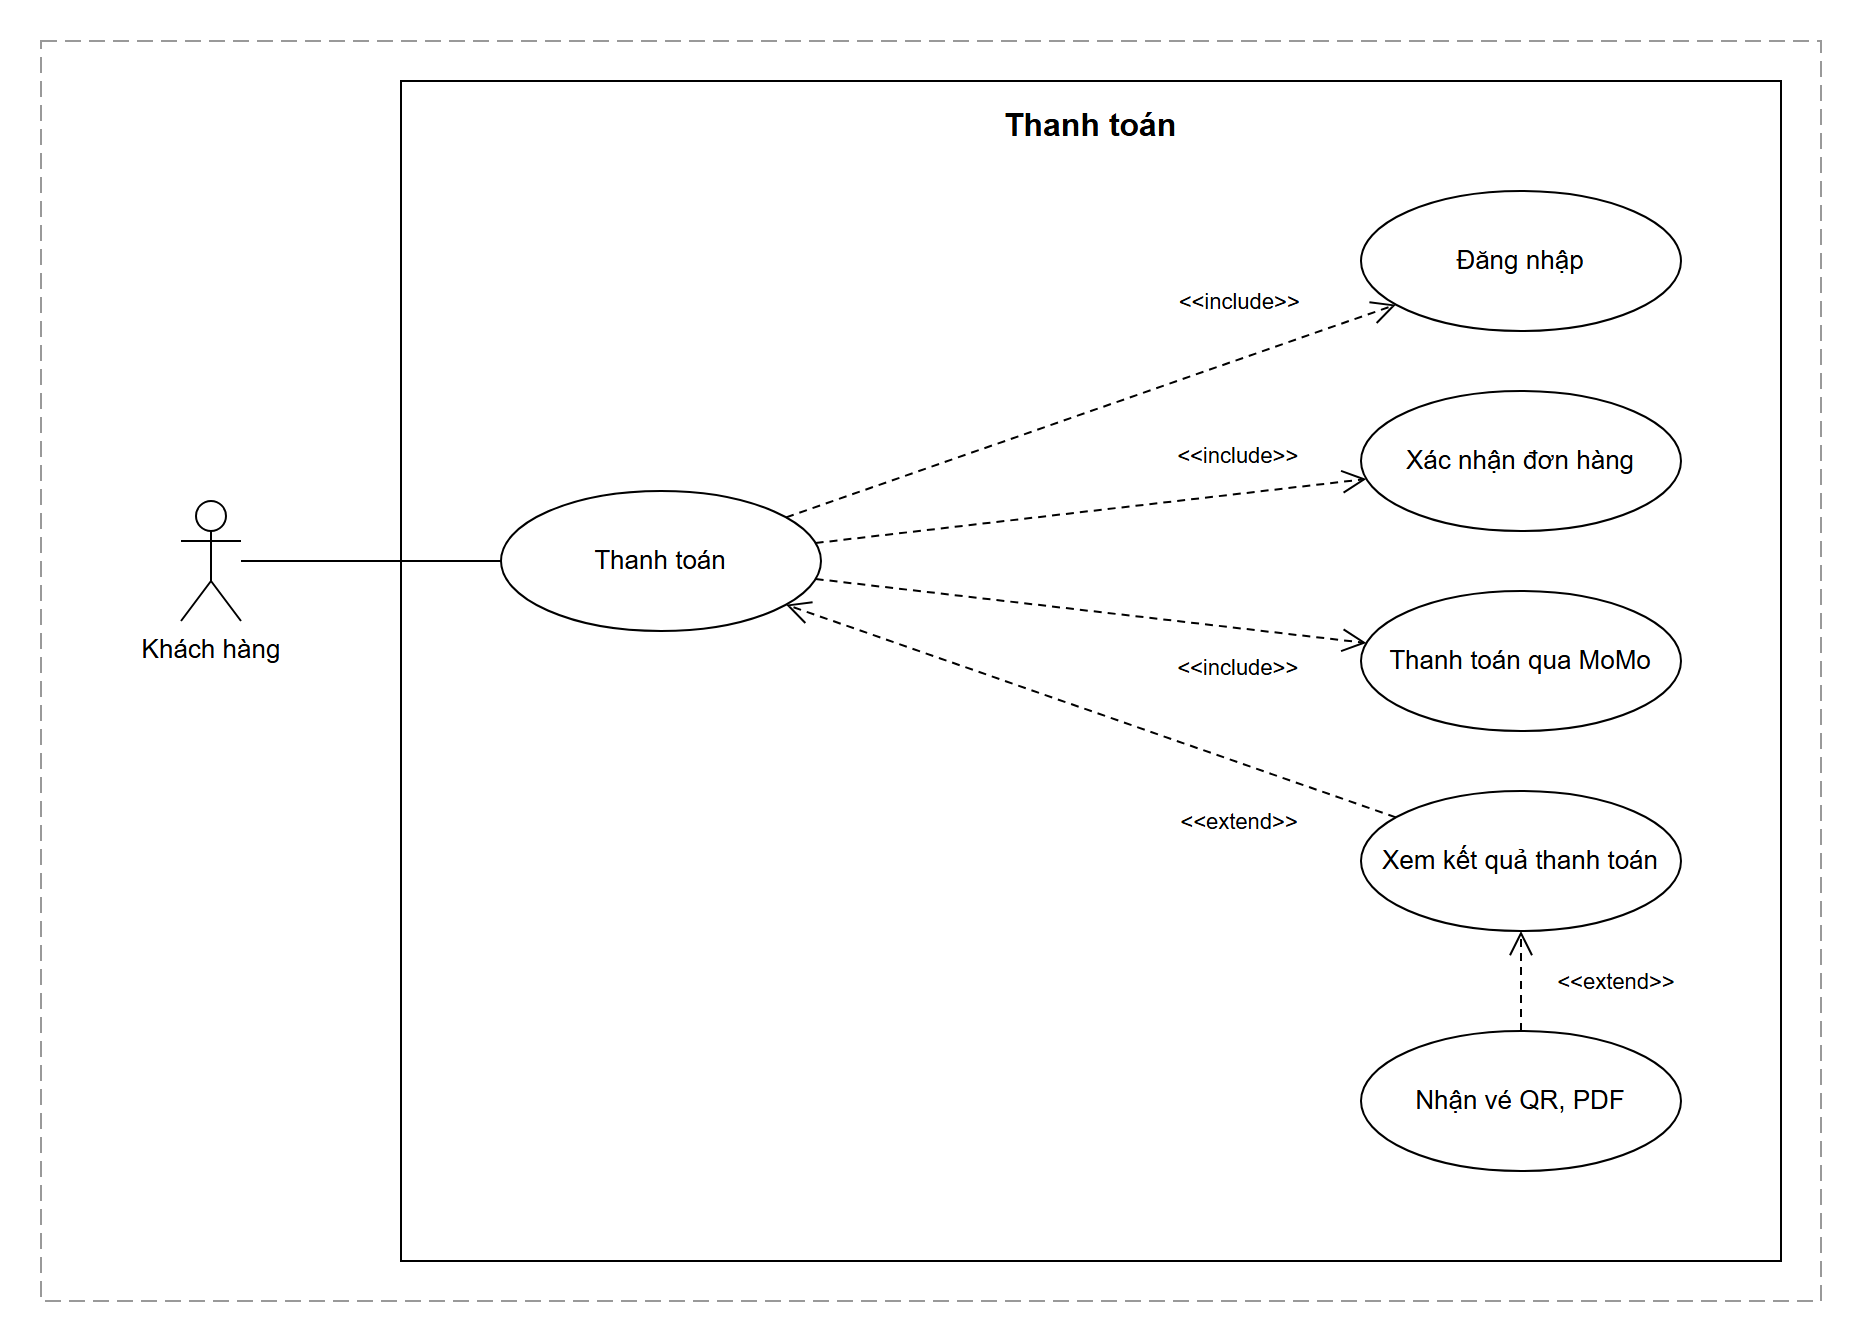 Thanh toán
Đăng nhập
<<include>>
<<include>>
Xác nhận đơn hàng
Thanh toán
Khách hàng
Thanh toán qua MoMo
<<include>>
<<extend>>
Xem kết quả thanh toán
<<extend>>
Nhận vé QR, PDF